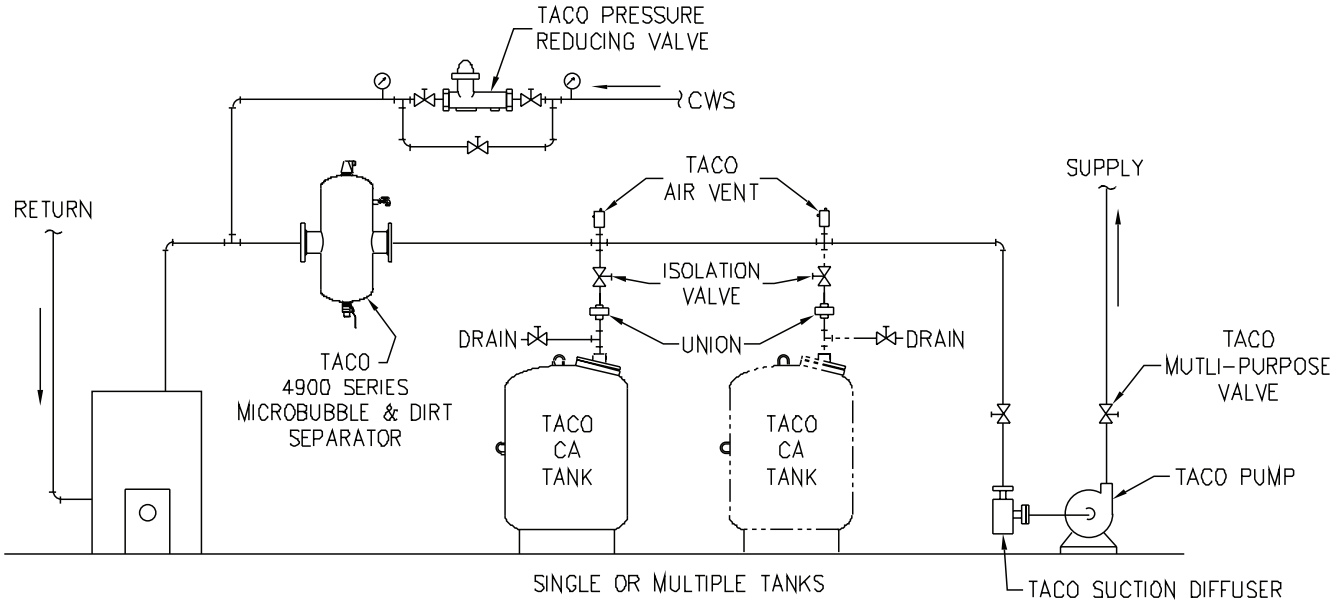 TACO PRESSURE
REDUCING VALVE
CWS
TACO
AIR VENT
SUPPLY
RETURN
ISOLATION
VALVE
DRAIN
UNION
DRAIN
TACO
4900 SERIES
MICROBUBBLE & DIRT
SEPARATOR
TACO
MUTLI-PURPOSE
VALVE
TACO
CA
TANK
TACO
CA
TANK
TACO PUMP
SINGLE OR MULTIPLE TANKS
TACO SUCTION DIFFUSER